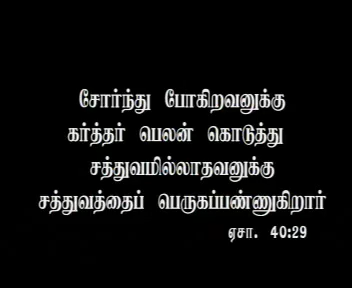 சோர்ந்து போகிறவனுக்கு
கர்த்தர் பெலன் கொடுத்து
சத்துவமில்லாதவனுக்கு
சத்துவத்தைப் பெருகப்பண்ணுகிறார்
ஏசா. 40:29